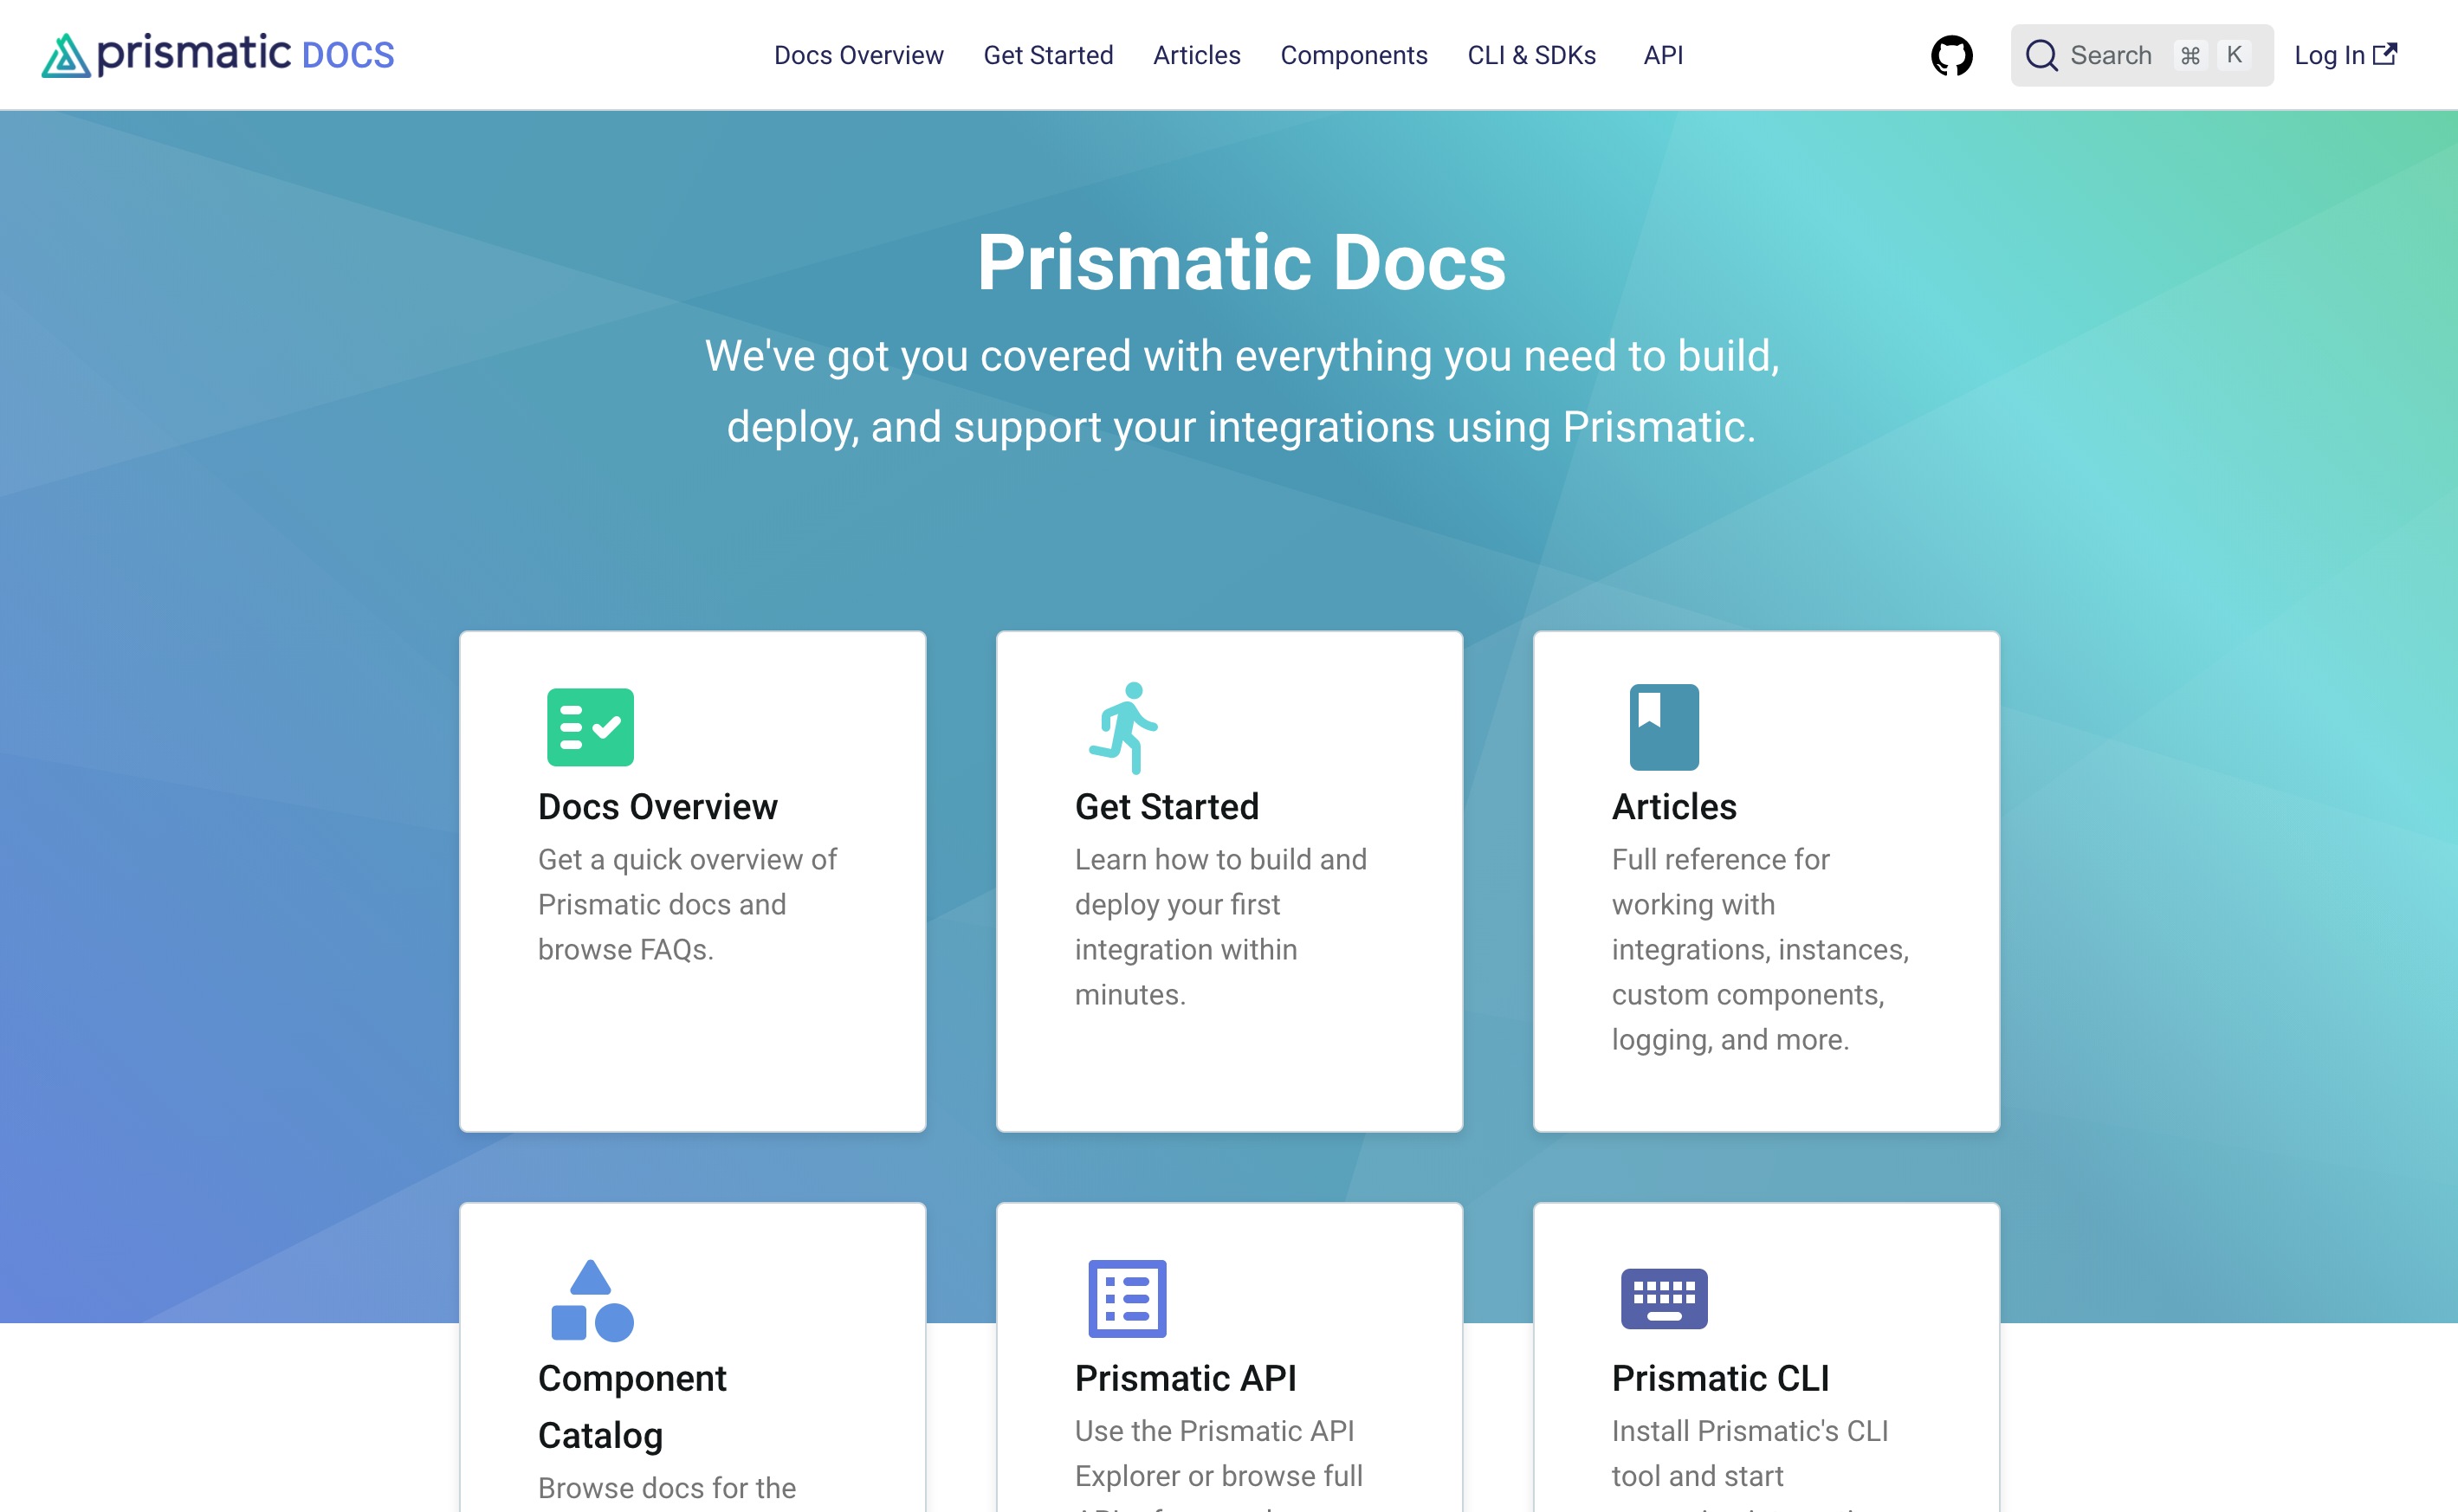 prismatic DOCS
Docs Overview Get Started Articles Components CLI & SDKs API Search ⌘ K Log In
Prismatic Docs
We've got you covered with everything you need to build,
deploy, and support your integrations using Prismatic.
Docs Overview
Get a quick overview of
Prismatic docs and
browse FAQs.
Get Started
Learn how to build and
deploy your first
integration within
minutes.
Articles
Full reference for
working with
integrations, instances,
custom components,
logging, and more.
Component
Catalog
Browse docs for the
Prismatic API
Use the Prismatic API
Explorer or browse full
Prismatic CLI
Install Prismatic's CLI
tool and start